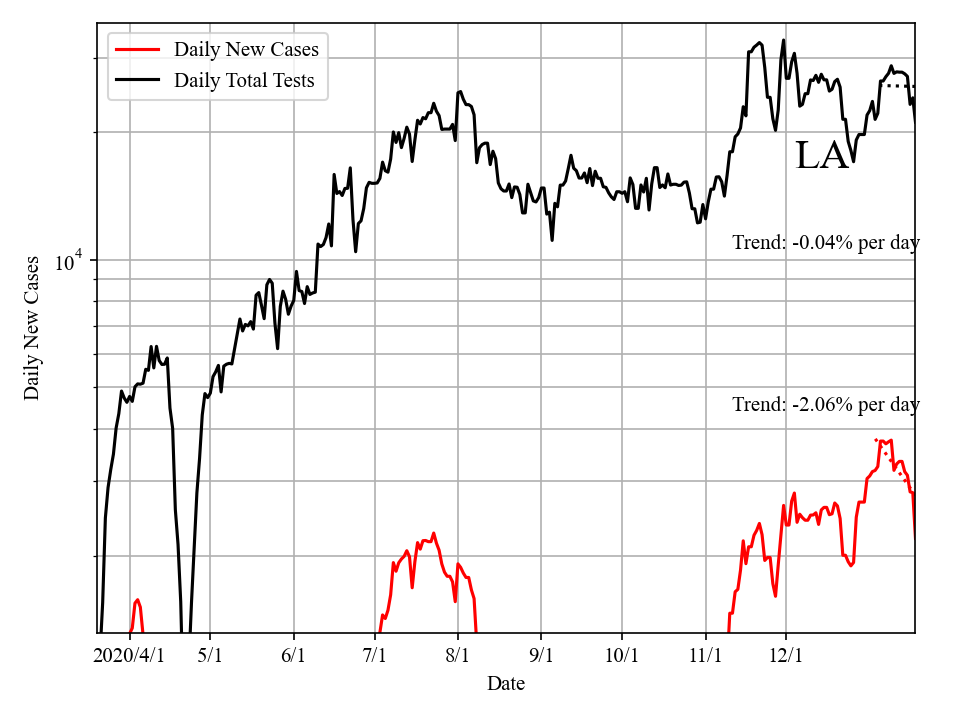 Daily New Cases
Daily Total Tests
LA
Trend: -0.04% per day
10^4
Daily New Cases
Trend: -2.06% per day
2020/4/1 5/1 6/1 7/1 8/1 9/1 10/1 11/1 12/1
Date